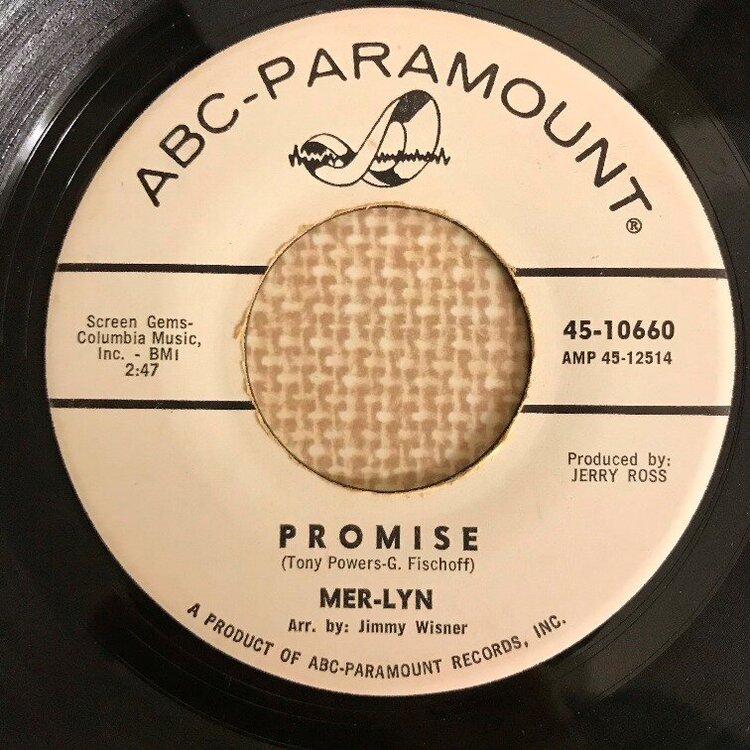 ABC-PARAMOUNT®
Screen Gems-
Columbia Music,
Inc. - BMI
2:47
45-10660
AMP 45-12514
Produced by:
JERRY ROSS
PROMISE
(Tony Powers-G. Fischoff)
MER-LYN
Arr. by: Jimmy Wisner
A PRODUCT OF ABC-PARAMOUNT RECORDS, INC.